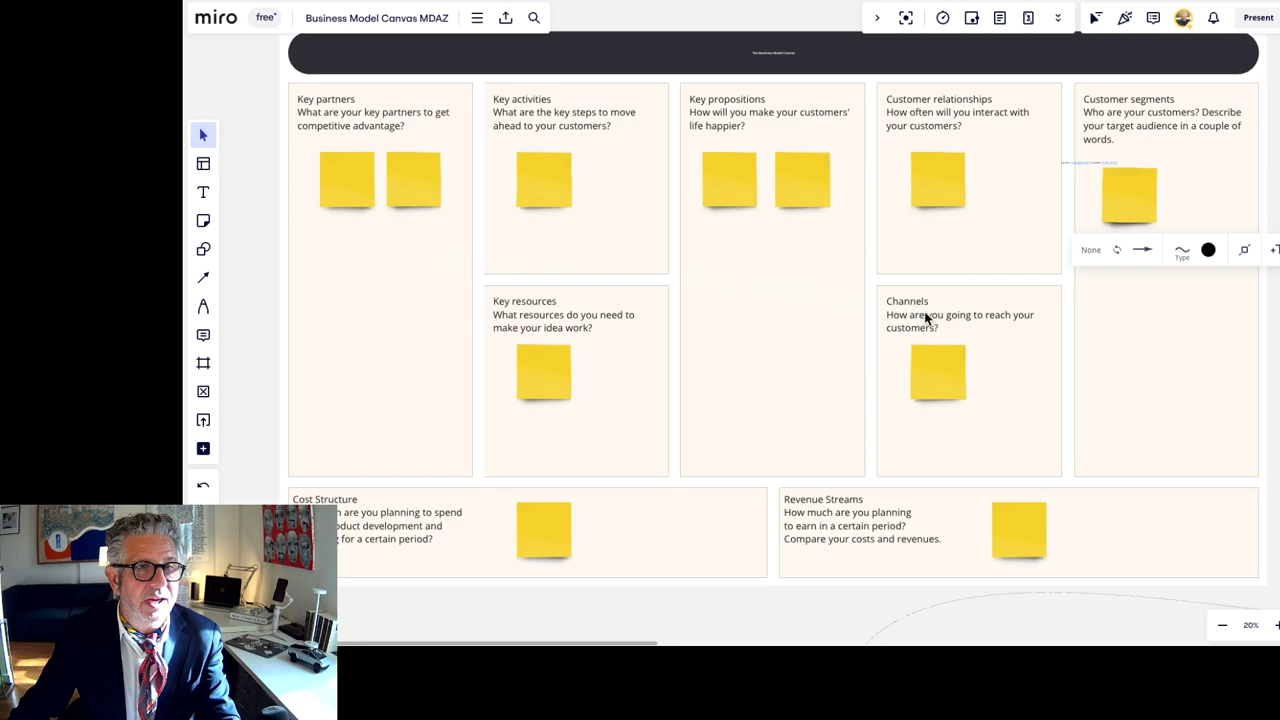 miro free Business Model Canvas MDAZ Present
The Business Model Canvas
Key partners
What are your key partners to get
competitive advantage?
Key activities
What are the key steps to move
ahead to your customers?
Key propositions
How will you make your customers'
life happier?
Customer relationships
How often will you interact with
your customers?
Customer segments
Who are your customers? Describe
your target audience in a couple of
words.
None
Type
Key resources
What resources do you need to
make your idea work?
Channels
How are you going to reach your
customers?
Cost Structure
are you planning to spend
development and
for a certain period?
Revenue Streams
How much are you planning
to earn in a certain period?
Compare your costs and revenues.
20%